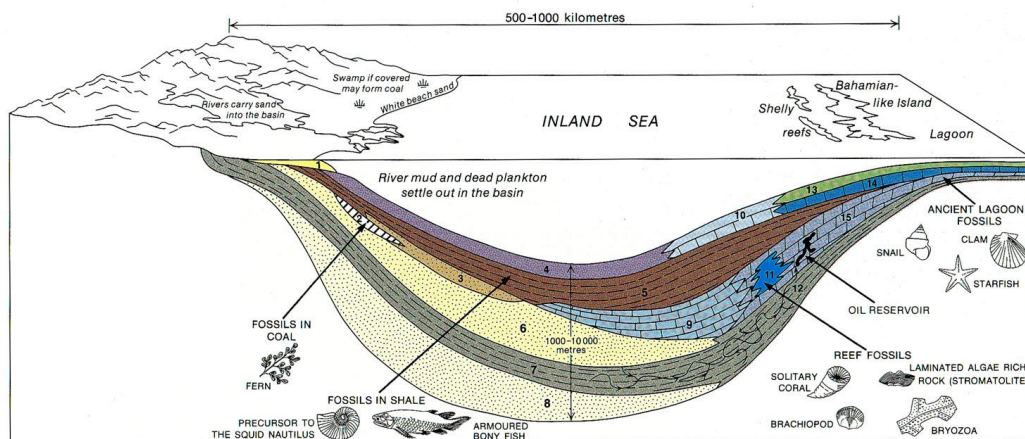 500-1000 kilometres
Swamp if covered
may form coal
White beach sand
Rivers carry sand
into the basin
INLAND SEA
Bahamian-
like Island
Shelly
reefs
Lagoon
River mud and dead plankton
settle out in the basin
1
2
3
4
5
6
7
8
9
10
11
12
13
14
15
1000-10 000
metres
ANCIENT LAGOON
FOSSILS
SNAIL
CLAM
STARFISH
OIL RESERVOIR
FOSSILS IN
COAL
FERN
FOSSILS IN SHALE
PRECURSOR TO
THE SQUID NAUTILUS
ARMOURED
BONY FISH
REEF FOSSILS
SOLITARY
CORAL
LAMINATED ALGAE RICH
ROCK (STROMATOLITE)
BRACHIOPOD
BRYOZOA